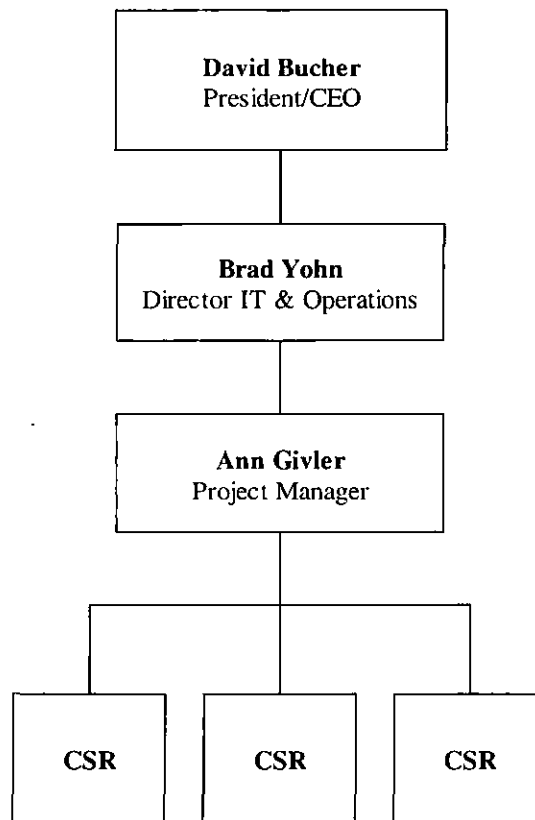 David Bucher
President/CEO
Brad Yohn
Director IT & Operations
Ann Givler
Project Manager
CSR CSR CSR